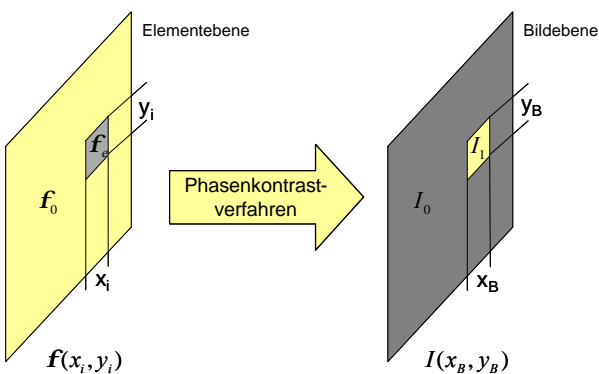 Elementebene
Bildebene
y_i
y_B
f_e
I_1
Phasenkontrast-
verfahren
f_0
I_0
x_i
x_B
f(x_i, y_i)
I(x_B, y_B)